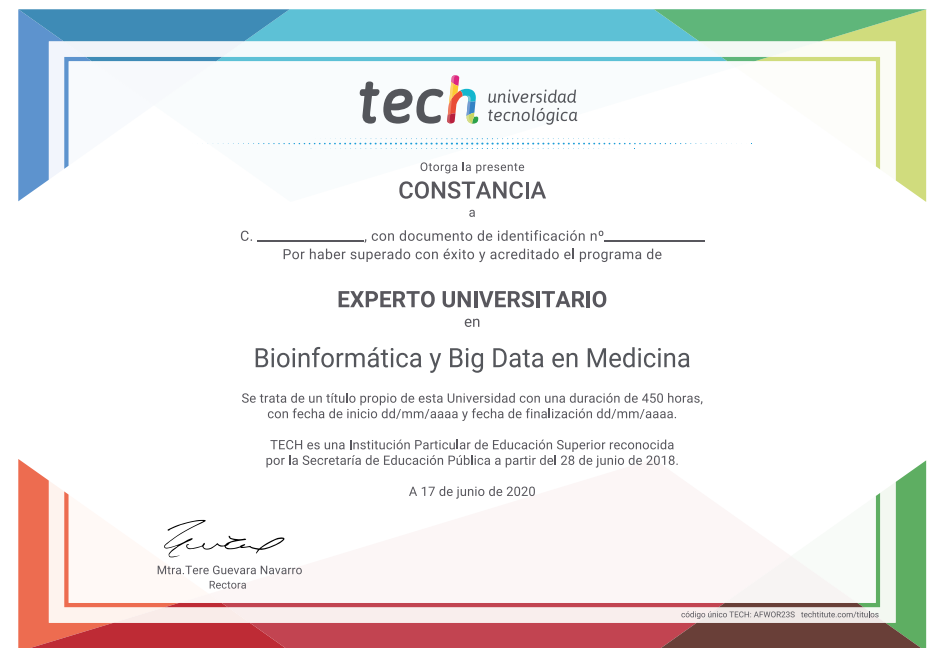 tech universidad
tecnológica
Otorga la presente
CONSTANCIA
a
C. ______________, con documento de identificación nº_____________
Por haber superado con éxito y acreditado el programa de
EXPERTO UNIVERSITARIO
en
Bioinformática y Big Data en Medicina
Se trata de un título propio de esta Universidad con una duración de 450 horas,
con fecha de inicio dd/mm/aaaa y fecha de finalización dd/mm/aaaa.
TECH es una Institución Particular de Educación Superior reconocida
por la Secretaría de Educación Pública a partir del 28 de junio de 2018.
A 17 de junio de 2020
Mtra.Tere Guevara Navarro
Rectora
código único TECH: AFWOR23S techtitute.com/titulos